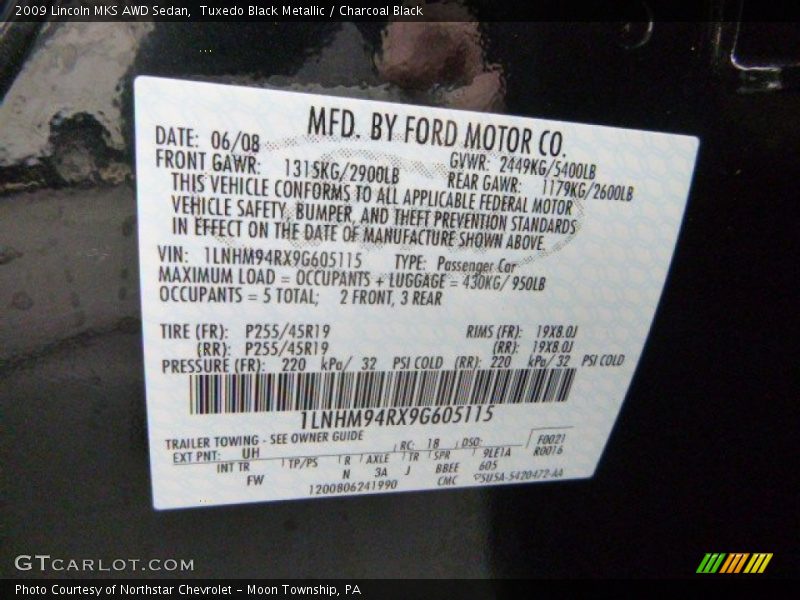 2009 Lincoln MKS AWD Sedan,  Tuxedo Black Metallic / Charcoal Black
MFD. BY FORD MOTOR CO.
DATE: 06/08
GVWR: 2449KG/5400LB
FRONT GAWR: 1315KG/2900LB
REAR GAWR: 1179KG/2600LB
THIS VEHICLE CONFORMS TO ALL APPLICABLE FEDERAL MOTOR
VEHICLE SAFETY, BUMPER, AND THEFT PREVENTION STANDARDS
IN EFFECT ON THE DATE OF MANUFACTURE SHOWN ABOVE.
VIN: 1LNHM94RX9G605115 TYPE: Passenger Car
MAXIMUM LOAD = OCCUPANTS + LUGGAGE = 430KG/ 950LB
OCCUPANTS = 5 TOTAL; 2 FRONT, 3 REAR
TIRE (FR): P255/45R19 RIMS (FR): 19X8.0J
(RR): P255/45R19 (RR): 19X8.0J
PRESSURE (FR): 220 kPa/ 32 PSI COLD (RR): 220 kPa/ 32 PSI COLD
1LNHM94RX9G605115
TRAILER TOWING - SEE OWNER GUIDE
EXT PNT: UH RC: 18 DSO: F0021
INT TR TP/PS R AXLE TR SPR 9LE1A R0016
FW N 3A J BBEE 605
1200806241990 CMC 5U5A-5420472-AA
GTCARLOT.COM
Photo Courtesy of Northstar Chevrolet - Moon Township, PA